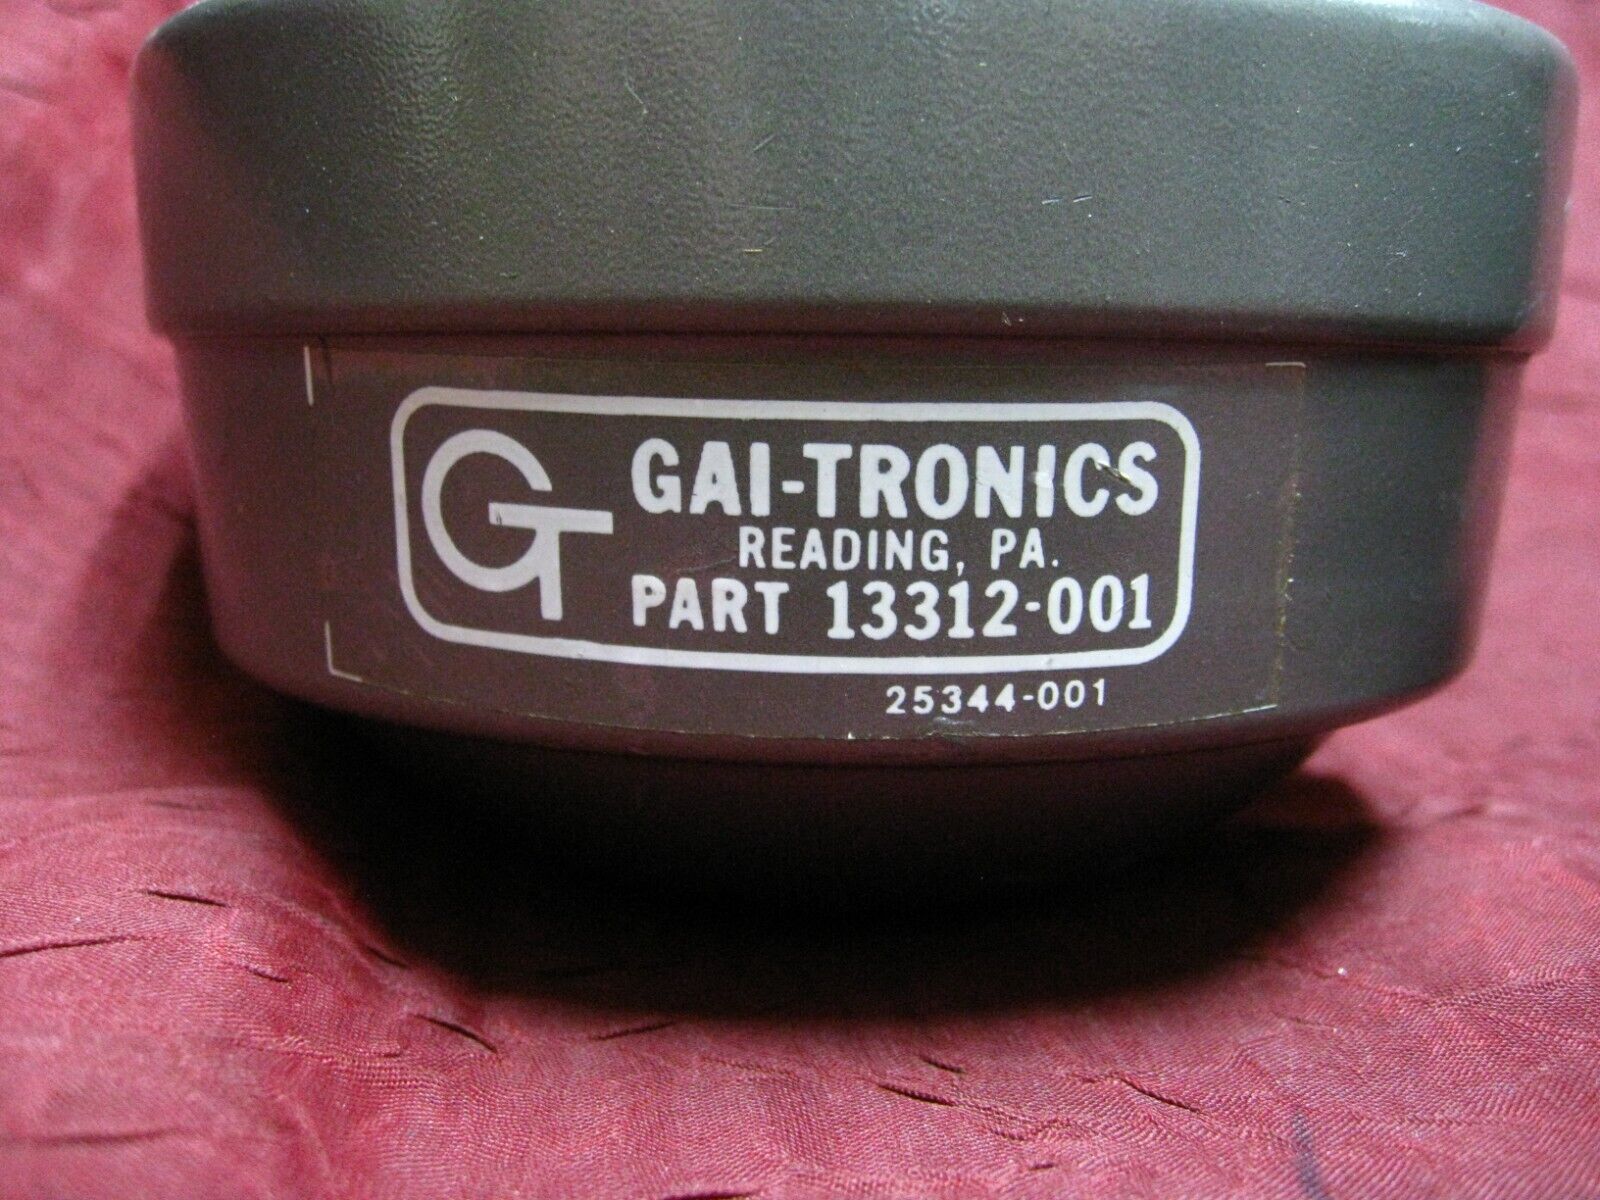 GT
GAI-TRONICS
READING, PA.
PART 13312-001
25344-001